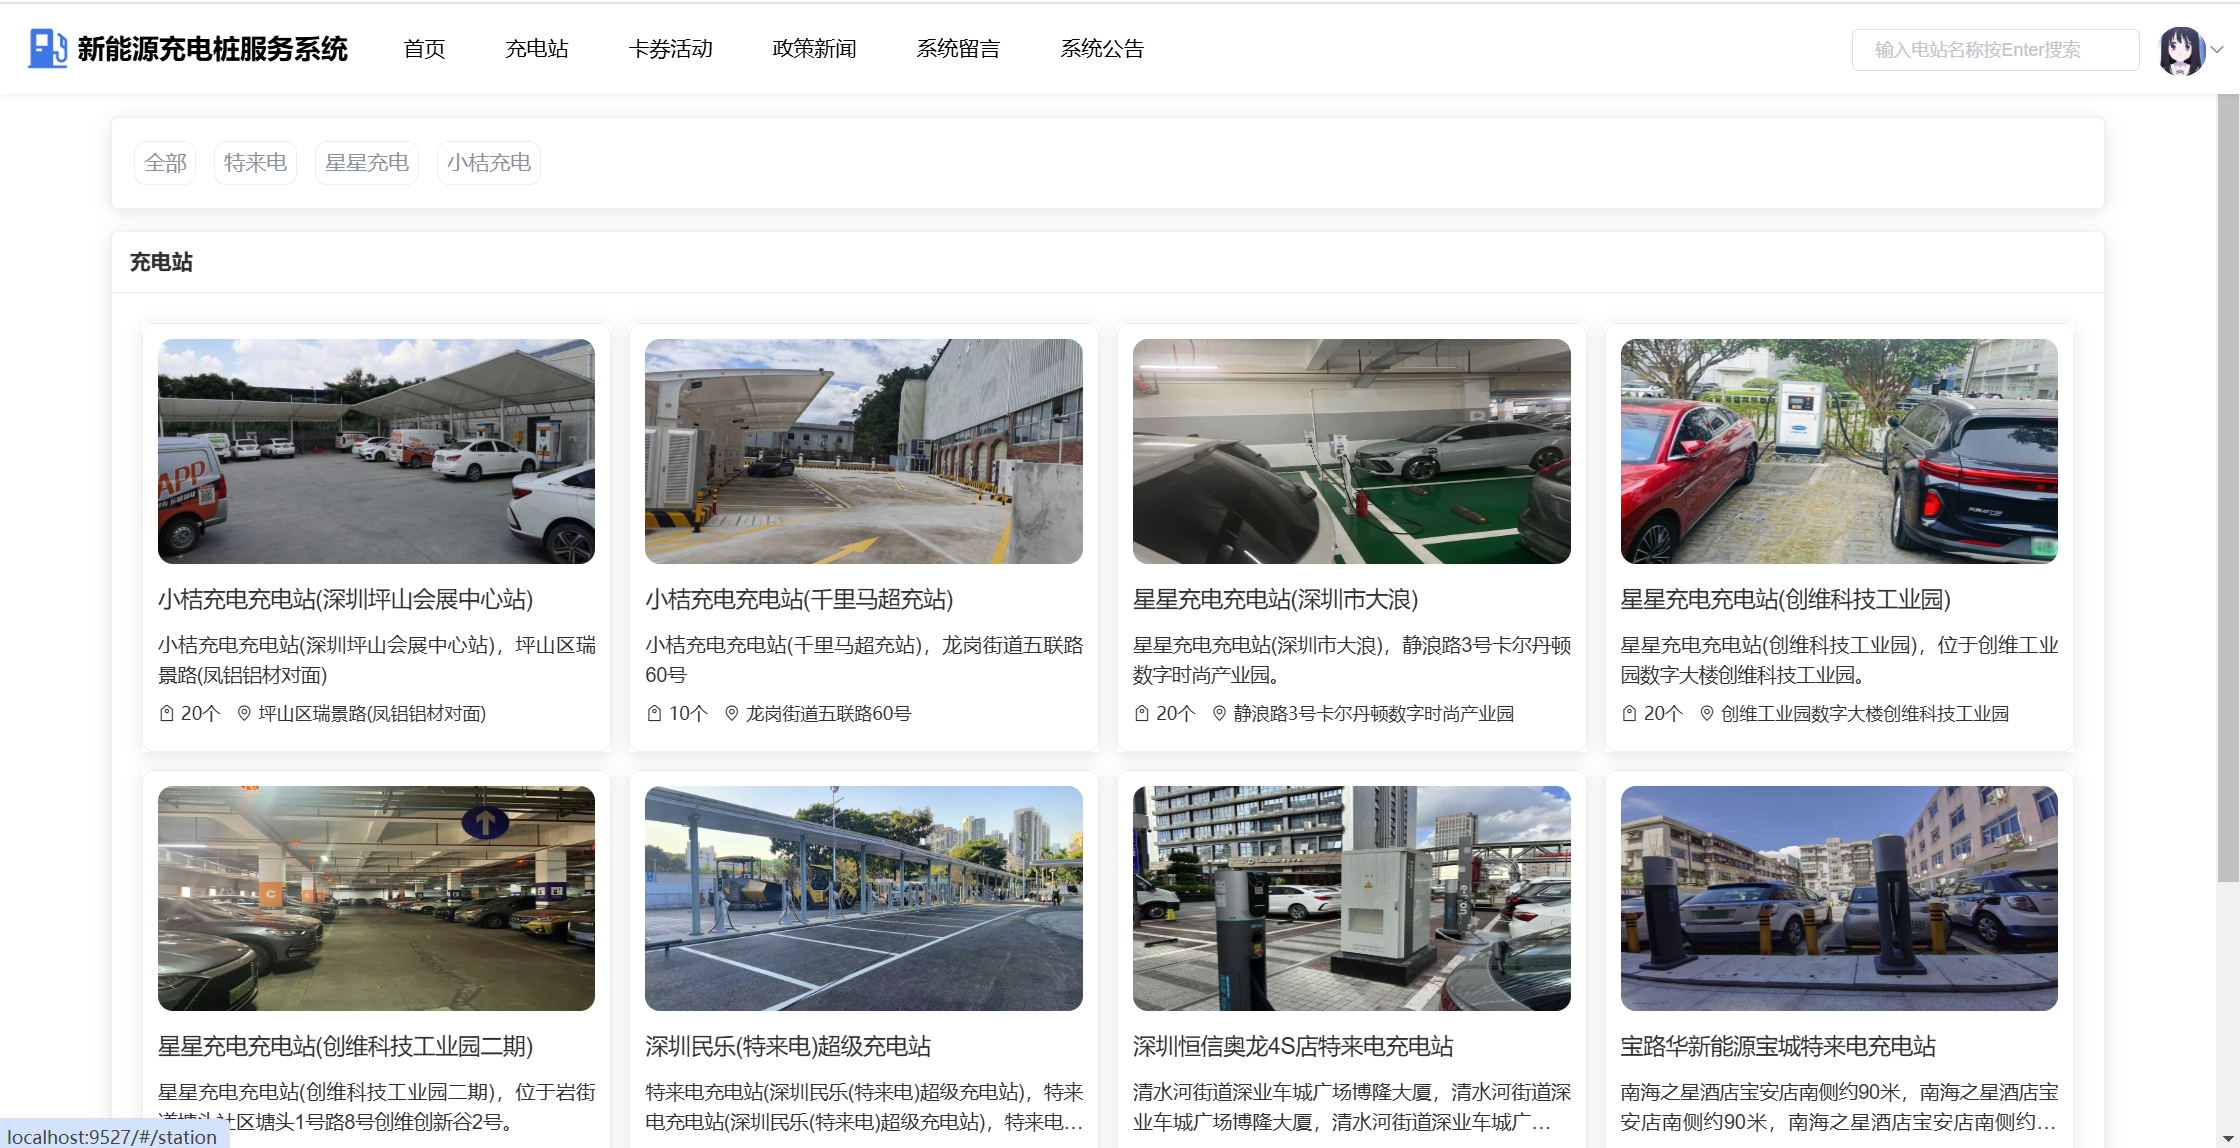 新能源充电桩服务系统
首页
充电站
卡券活动
政策新闻
系统留言
系统公告
输入电站名称按Enter搜索
全部
特来电
星星充电
小桔充电
充电站
小桔充电充电站(深圳坪山会展中心站)
小桔充电充电站(深圳坪山会展中心站)，坪山区瑞
景路(凤铝铝材对面)
20个 坪山区瑞景路(凤铝铝材对面)
小桔充电充电站(千里马超充站)
小桔充电充电站(千里马超充站)，龙岗街道五联路
60号
10个 龙岗街道五联路60号
星星充电充电站(深圳市大浪)
星星充电充电站(深圳市大浪)，静浪路3号卡尔丹顿
数字时尚产业园。
20个 静浪路3号卡尔丹顿数字时尚产业园
星星充电充电站(创维科技工业园)
星星充电充电站(创维科技工业园)，位于创维工业
园数字大楼创维科技工业园。
20个 创维工业园数字大楼创维科技工业园
APP
星星充电充电站(创维科技工业园二期)
星星充电充电站(创维科技工业园二期)，位于岩街
社区塘头1号路8号创维创新谷2号。
深圳民乐(特来电)超级充电站
特来电充电站(深圳民乐(特来电)超级充电站)，特来
电充电站(深圳民乐(特来电)超级充电站)，特来电...
深圳恒信奥龙4S店特来电充电站
清水河街道深业车城广场博隆大厦，清水河街道深
业车城广场博隆大厦，清水河街道深业车城广...
宝路华新能源宝城特来电充电站
南海之星酒店宝安店南侧约90米，南海之星酒店宝
安店南侧约90米，南海之星酒店宝安店南侧约...
localhost:9527/#/station